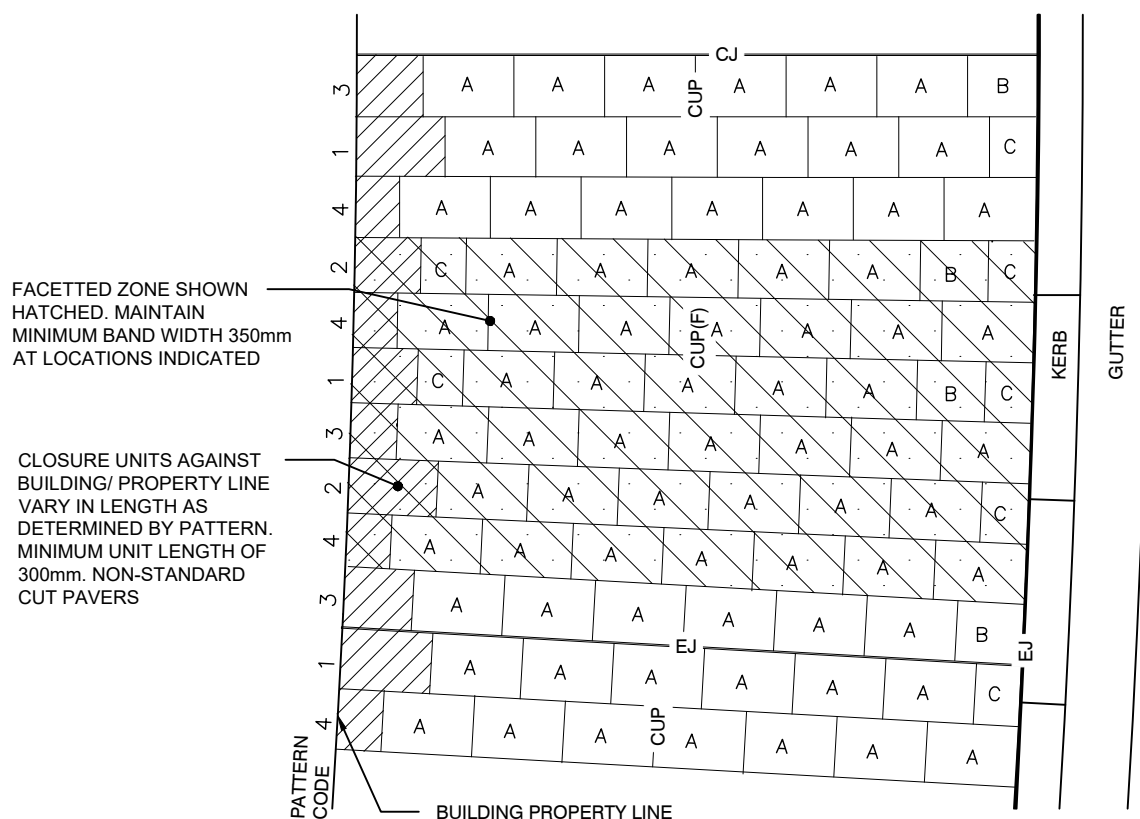 CJ
3 A A A CUP A A A B
1 A A A A A A C
4 A A A A A A A
2 C A A A A A B C
FACETTED ZONE SHOWN
HATCHED. MAINTAIN
MINIMUM BAND WIDTH 350mm
AT LOCATIONS INDICATED
4 A A A CUP(F) A A A A
KERB
GUTTER
1 C A A A A A B C
3 A A A A A A A
CLOSURE UNITS AGAINST
BUILDING/ PROPERTY LINE
VARY IN LENGTH AS
DETERMINED BY PATTERN.
MINIMUM UNIT LENGTH OF
300mm. NON-STANDARD
CUT PAVERS
2 A A A A A A C
4 A A A A A A A
3 A A A A A A B
EJ
EJ
1 A A A A A A C
4 A A A CUP A A A A
PATTERN
CODE
BUILDING PROPERTY LINE